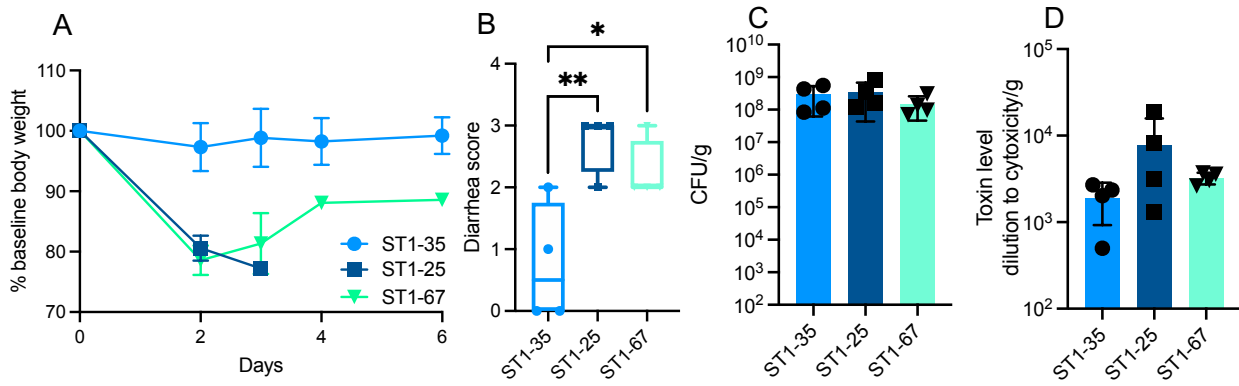 A
% baseline body weight
110
100
90
80
70
0
2
4
6
Days
ST1-35
ST1-25
ST1-67
B
Diarrhea score
4
3
2
1
0
*
**
ST1-35
ST1-25
ST1-67
C
CFU/g
10^10
10^9
10^8
10^7
10^6
10^5
10^4
10^3
10^2
ST1-35
ST1-25
ST1-67
D
Toxin level
dilution to cytoxicity/g
10^5
10^4
10^3
10^2
ST1-35
ST1-25
ST1-67